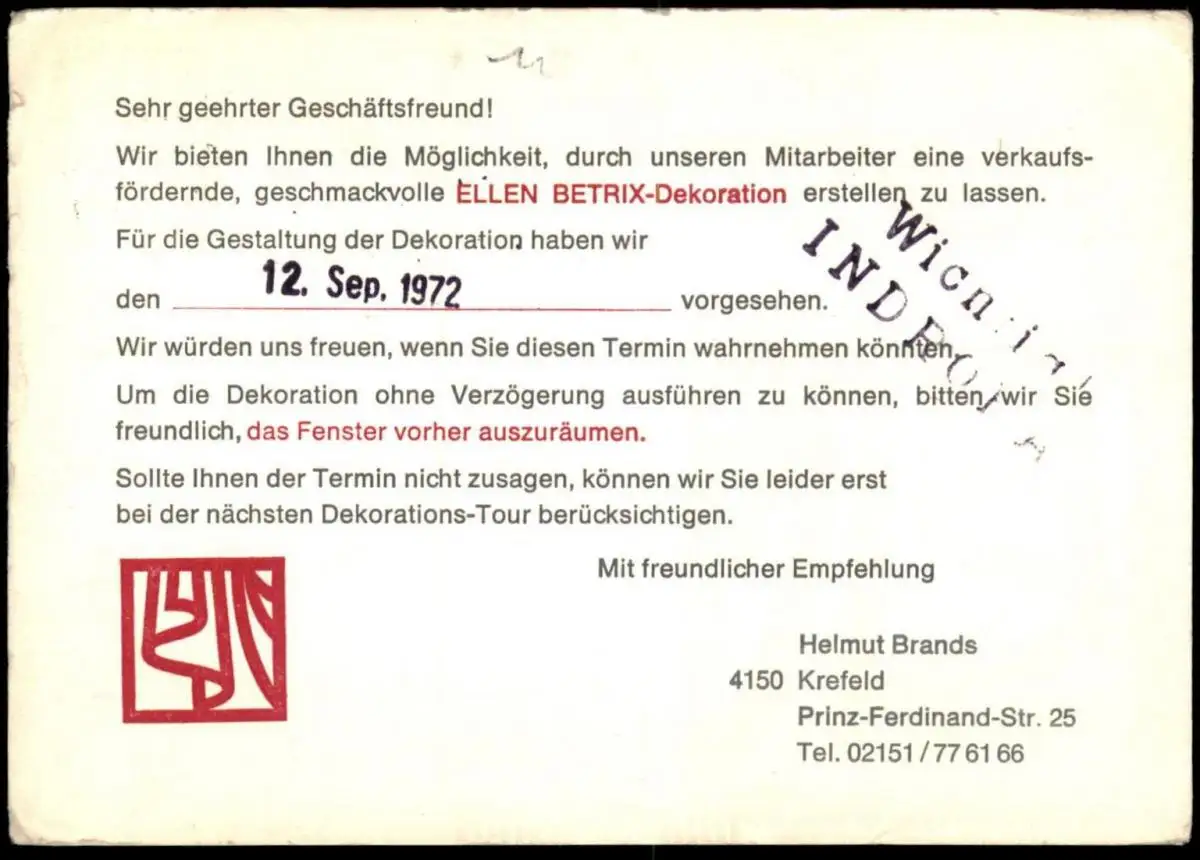 Sehr geehrter Geschäftsfreund!
Wir bieten Ihnen die Möglichkeit, durch unseren Mitarbeiter eine verkaufs-
fördernde, geschmackvolle ELLEN BETRIX-Dekoration erstellen zu lassen.
Für die Gestaltung der Dekoration haben wir
den 12. Sep. 1972 vorgesehen.
Wir würden uns freuen, wenn Sie diesen Termin wahrnehmen könnten.
Um die Dekoration ohne Verzögerung ausführen zu können, bitten wir Sie
freundlich, das Fenster vorher auszuräumen.
Sollte Ihnen der Termin nicht zusagen, können wir Sie leider erst
bei der nächsten Dekorations-Tour berücksichtigen.
Mit freundlicher Empfehlung
Helmut Brands
4150 Krefeld
Prinz-Ferdinand-Str. 25
Tel. 02151/776166